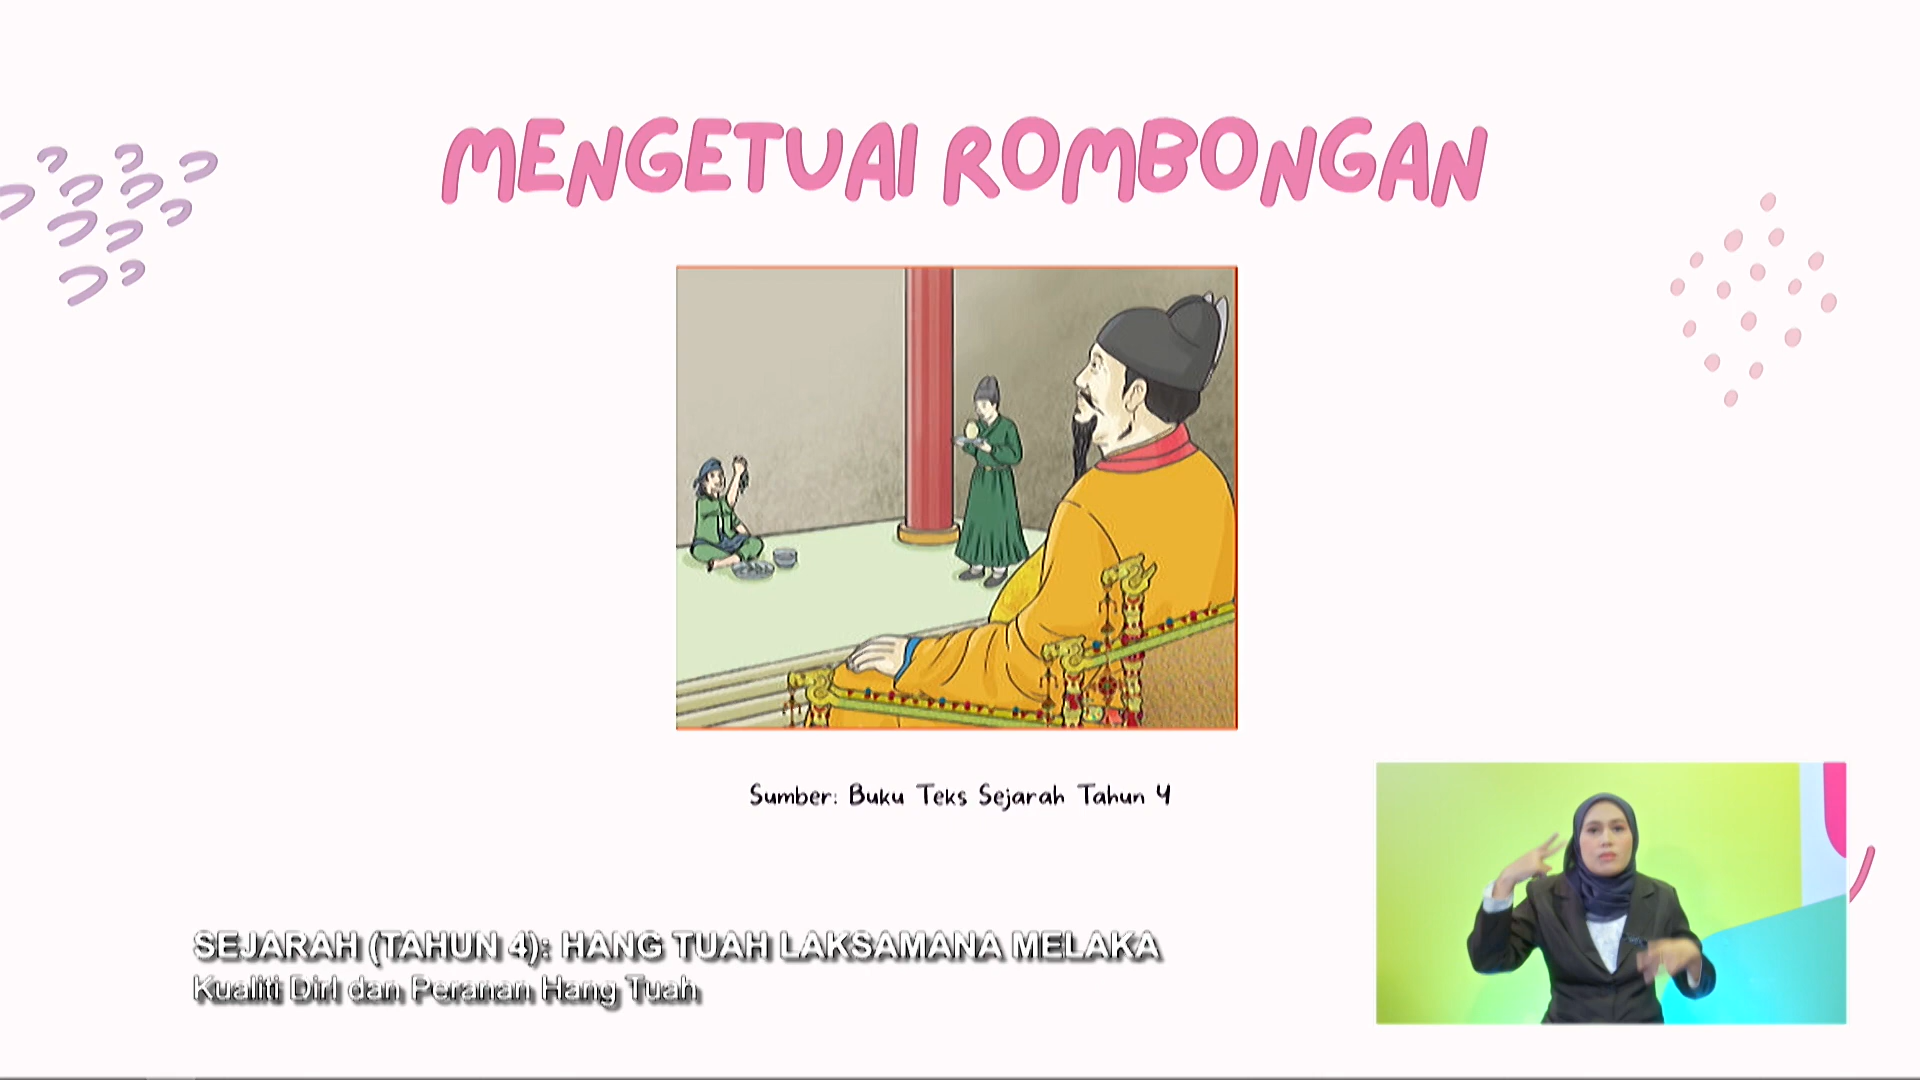 MENGETUAI ROMBONGAN
Sumber: Buku Teks Sejarah Tahun 4
SEJARAH (TAHUN 4): HANG TUAH LAKSAMANA MELAKA
Kualiti Diri dan Peranan Hang Tuah